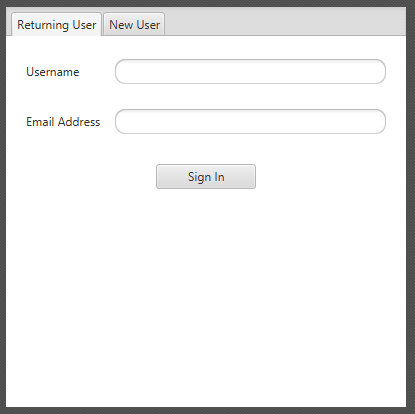 Returning User New User
Username
Email Address
Sign In